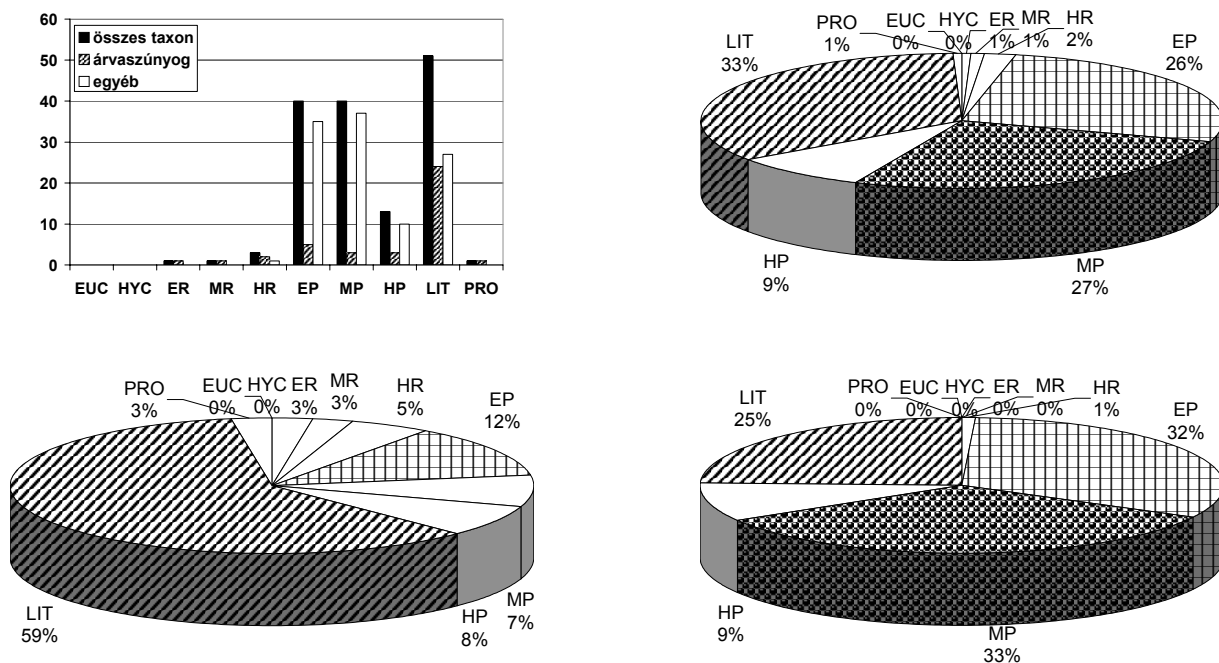 60
50
40
30
20
10
0
összes taxon
árvaszúnyog
egyéb
EUC HYC ER MR HR EP MP HP LIT PRO
LIT
33%
PRO
1%
EUC
0%
HYC
0%
ER
1%
MR
1%
HR
2%
EP
26%
MP
27%
HP
9%
PRO
3%
EUC
0%
HYC
0%
ER
3%
MR
3%
HR
5%
EP
12%
MP
7%
HP
8%
LIT
59%
LIT
25%
PRO
0%
EUC
0%
HYC
0%
ER
0%
MR
0%
HR
1%
EP
32%
MP
33%
HP
9%